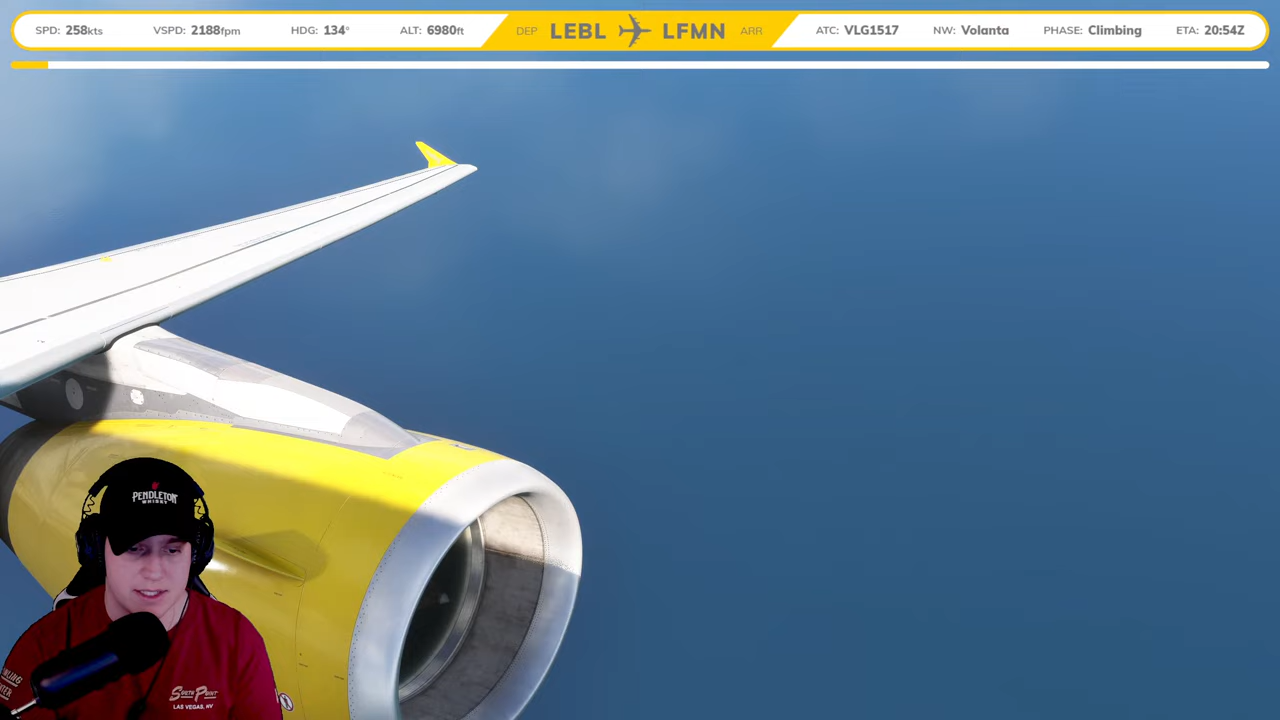 SPD: 258kts VSPD: 2188fpm HDG: 134° ALT: 6980ft DEP LEBL LFMN ARR ATC: VLG1517 NW: Volanta PHASE: Climbing ETA: 20:54Z
PENDLETON
WHISKY
SOUTH POINT
LAS VEGAS, NV